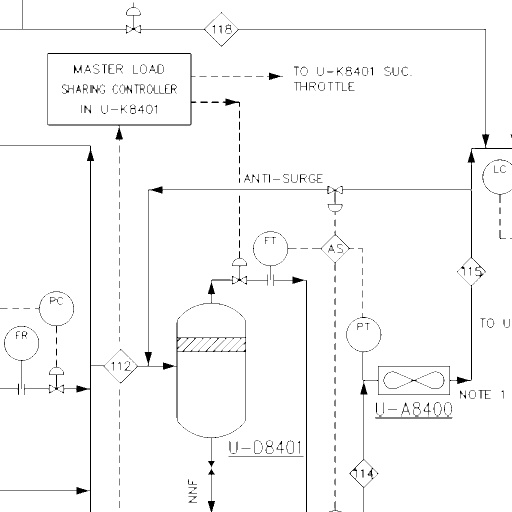 118
MASTER LOAD
SHARING CONTROLLER
IN U-K8401
TO U-K8401 SUC.
THROTTLE
LC
ANTI-SURGE
FT
AS
115
PC
TO U
FR
PT
112
NOTE 1
U-A8400
U-D8401
114
NNF